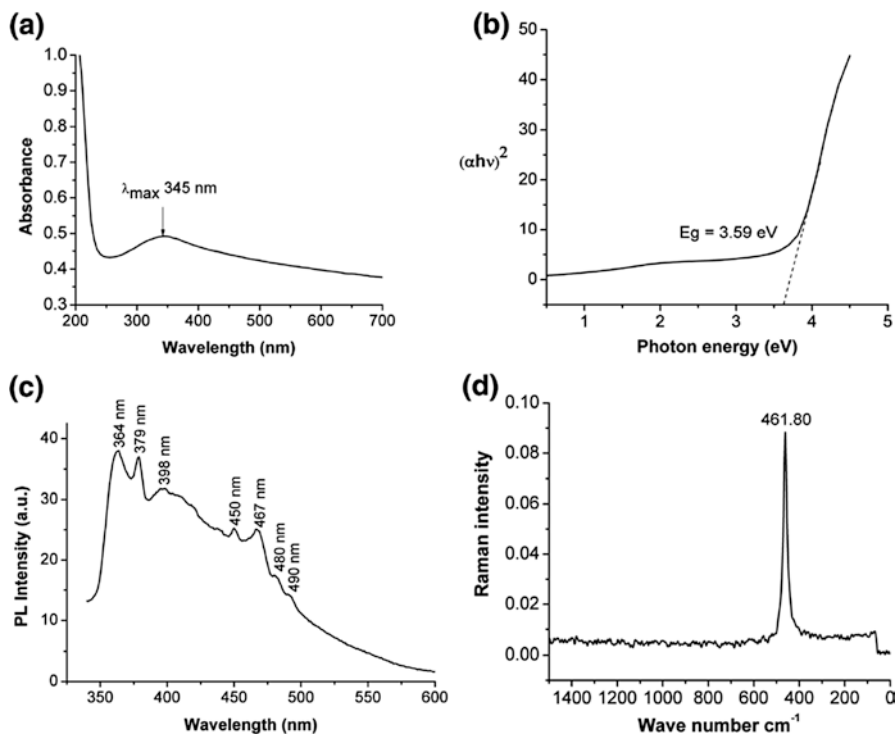 (a)
1.0
0.9
0.8
0.7
0.6
0.5
0.4
0.3
Absorbance
λmax 345 nm
200 300 400 500 600 700
Wavelength (nm)
(b)
50
40
30
20
10
0
(αhν)²
Eg = 3.59 eV
1 2 3 4 5
Photon energy (eV)
(c)
40
30
20
10
0
PL Intensity (a.u.)
364 nm
379 nm
398 nm
450 nm
467 nm
480 nm
490 nm
350 400 450 500 550 600
Wavelength (nm)
(d)
0.10
0.08
0.06
0.04
0.02
0.00
Raman intensity
461.80
1400 1200 1000 800 600 400 200 0
Wave number cm⁻¹